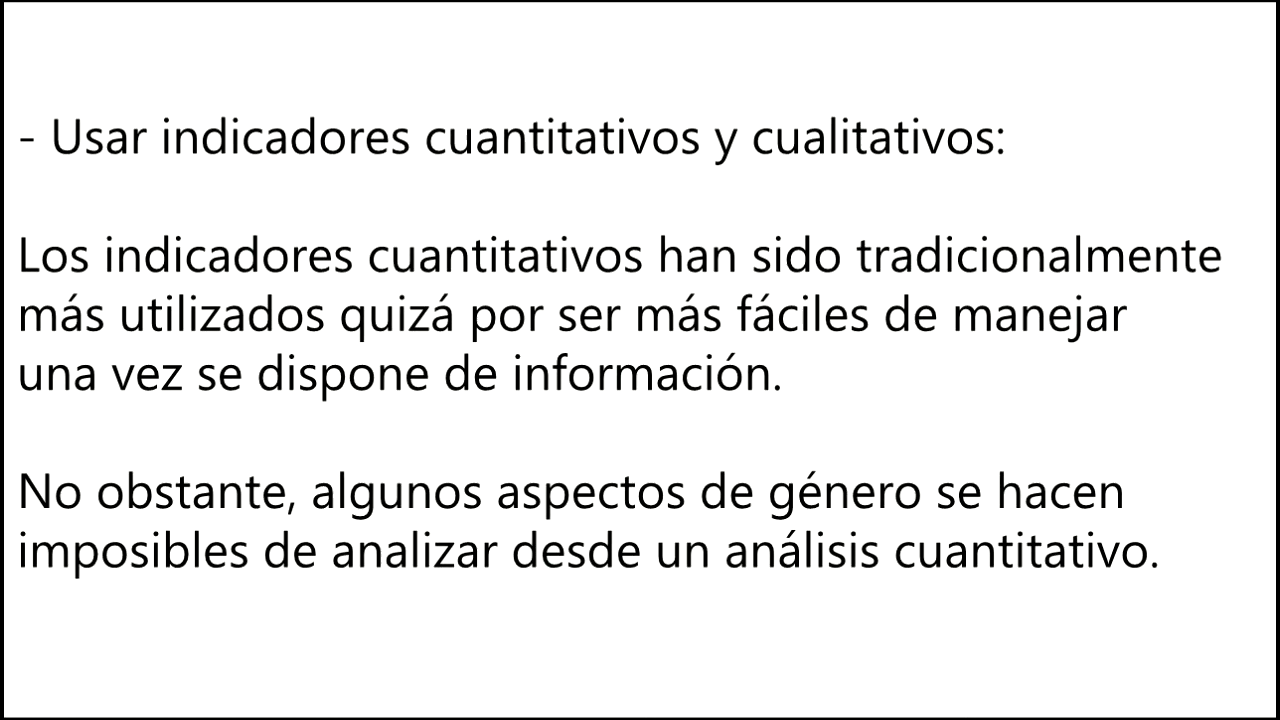 - Usar indicadores cuantitativos y cualitativos:
Los indicadores cuantitativos han sido tradicionalmente
más utilizados quizá por ser más fáciles de manejar
una vez se dispone de información.
No obstante, algunos aspectos de género se hacen
imposibles de analizar desde un análisis cuantitativo.